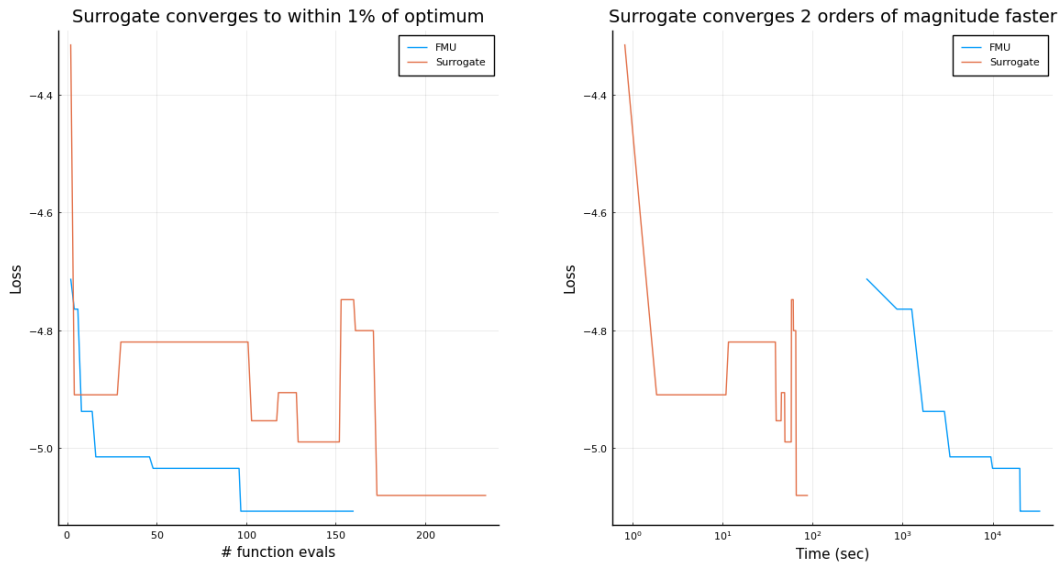 Surrogate converges to within 1% of optimum
FMU
Surrogate
−4.4
−4.6
−4.8
−5.0
Loss
0
50
100
150
200
# function evals
Surrogate converges 2 orders of magnitude faster
FMU
Surrogate
−4.4
−4.6
−4.8
−5.0
Loss
10⁰
10¹
10²
10³
10⁴
Time (sec)